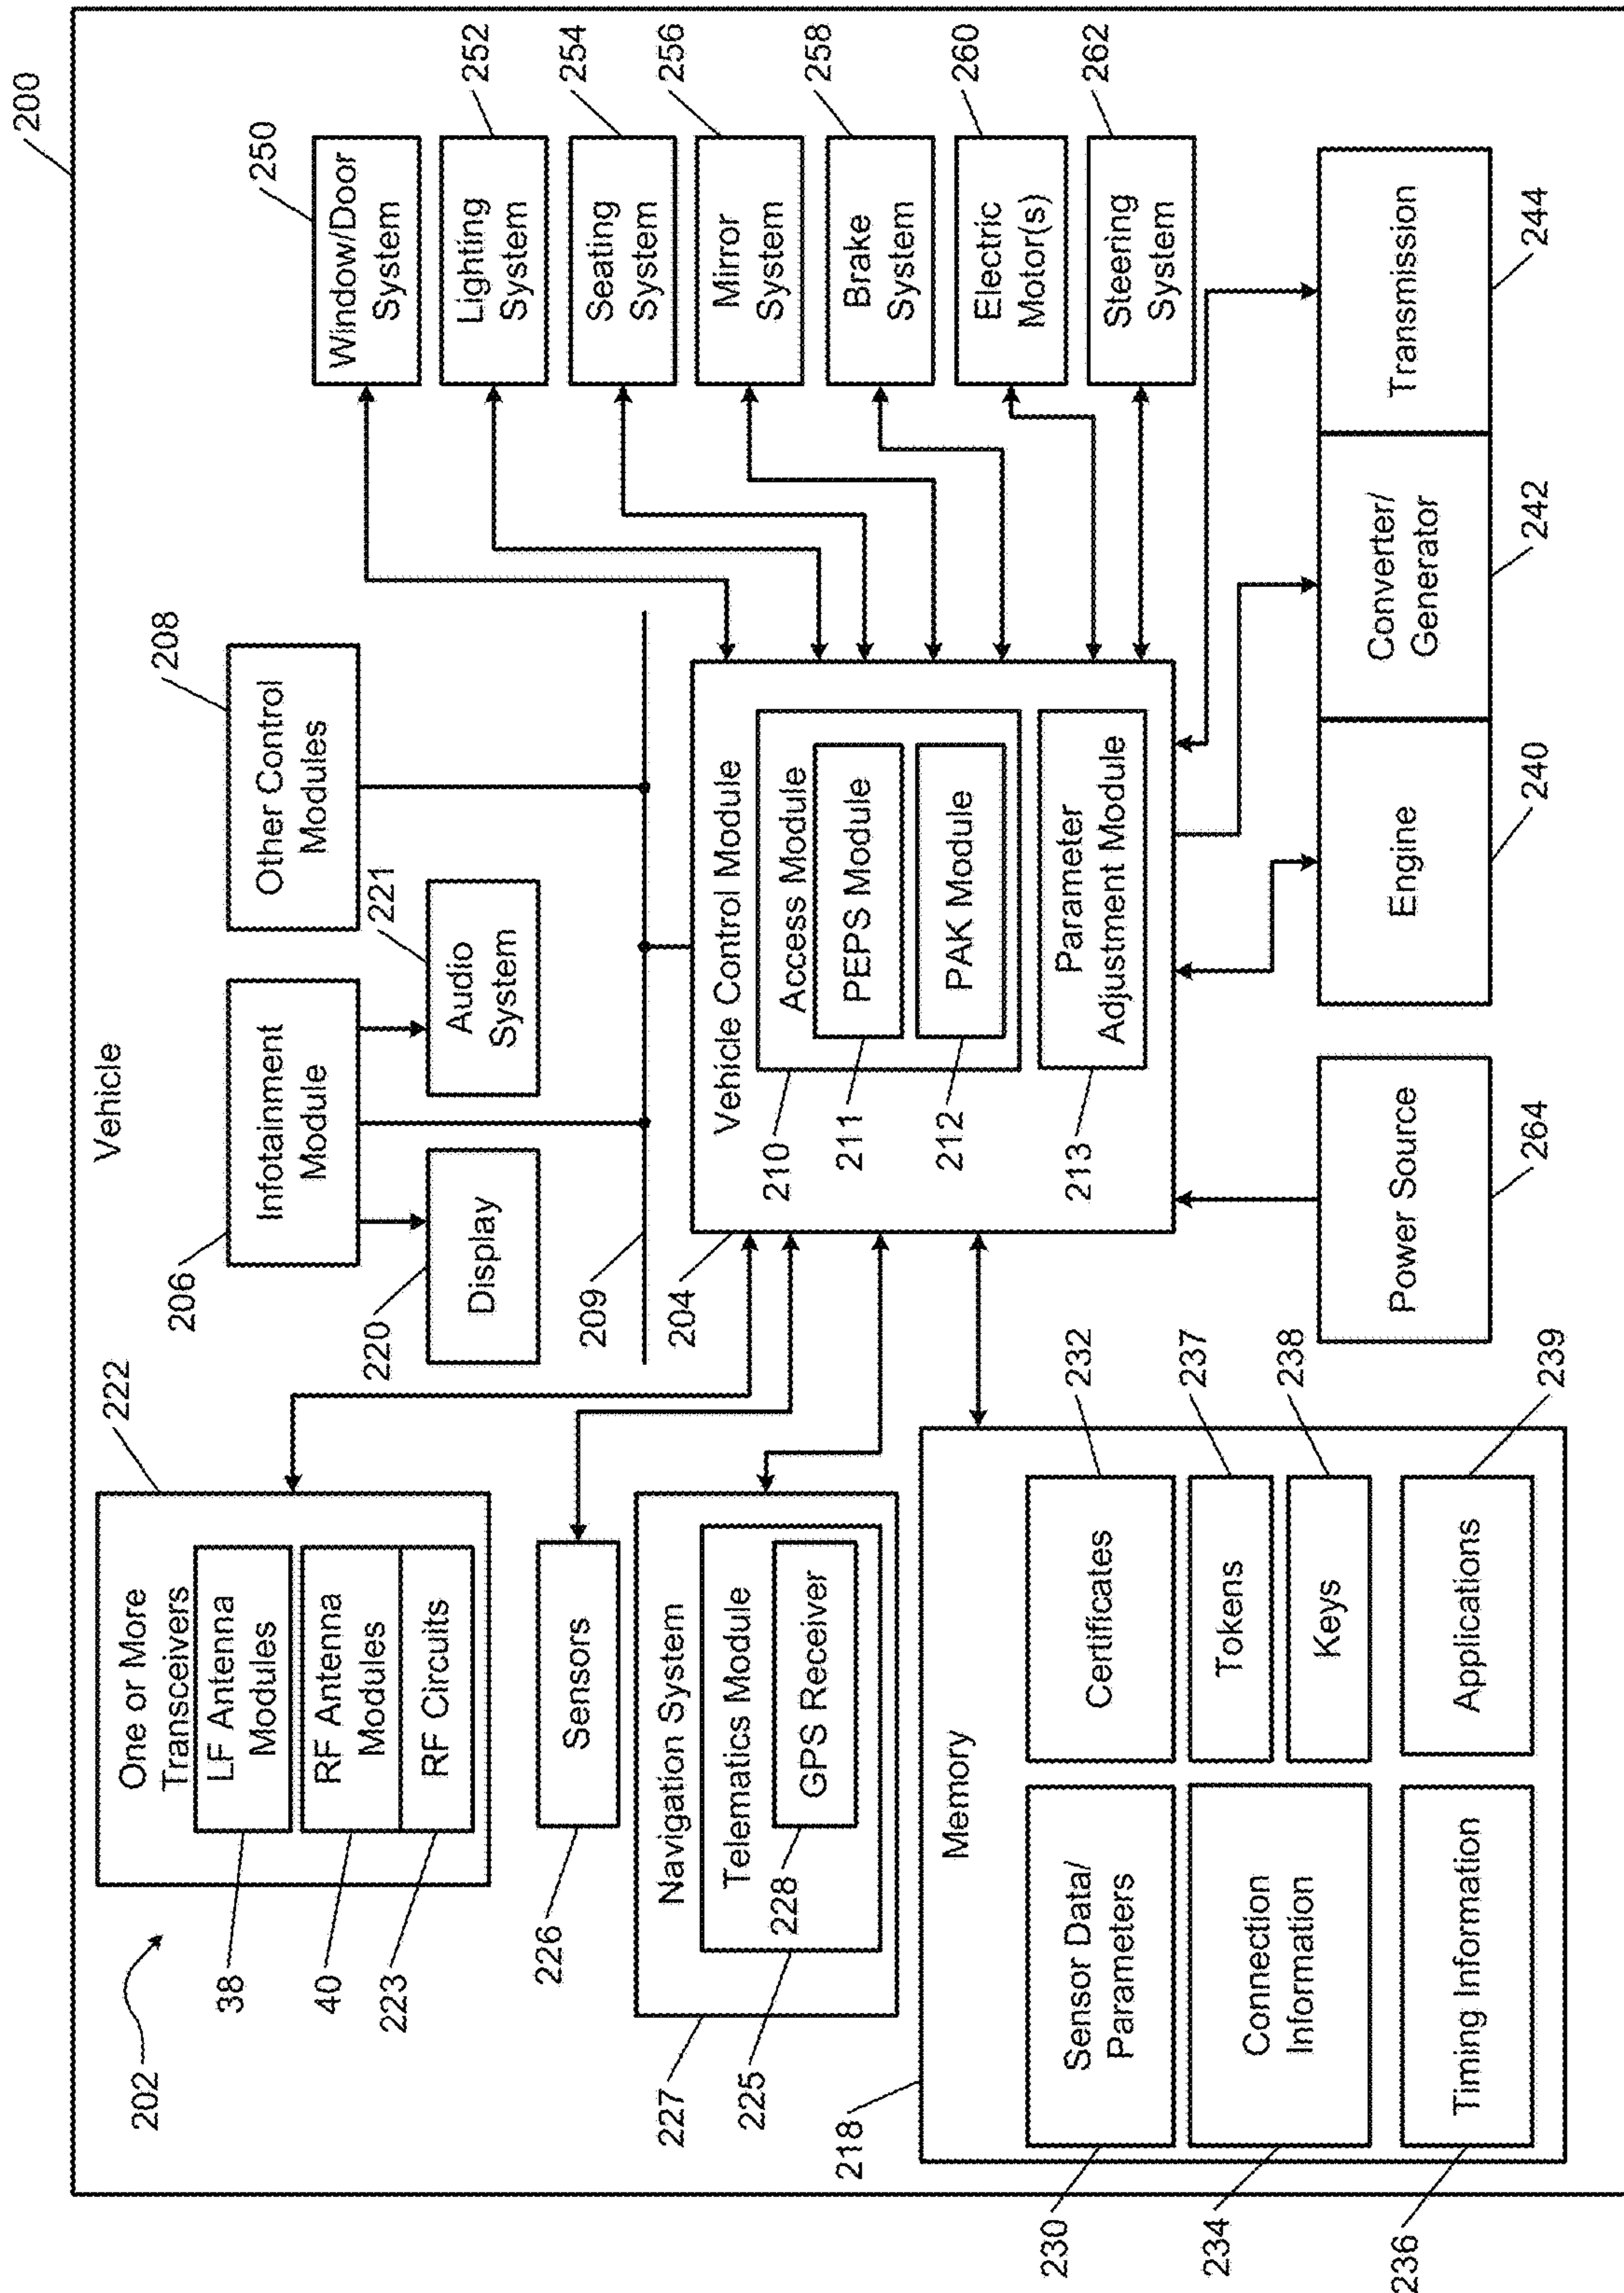 200
Vehicle
202
222
One or More
Transceivers
LF Antenna
Modules
RF Antenna
Modules
RF Circuits
38
40
223
206
Infotainment
Module
208
Other Control
Modules
220
Display
221
Audio
System
209
204
226
Sensors
227
Navigation System
225
Telematics Module
228
GPS Receiver
Vehicle Control Module
210
Access Module
211
PEPS Module
212
PAK Module
213
Parameter
Adjustment Module
250
Window/Door
System
252
Lighting
System
254
Seating
System
256
Mirror
System
258
Brake
System
260
Electric
Motor(s)
262
Steering
System
218
Memory
230
Sensor Data/
Parameters
232
Certificates
234
Connection
Information
237
Tokens
238
Keys
236
Timing Information
239
Applications
264
Power Source
240
Engine
242
Converter/
Generator
244
Transmission